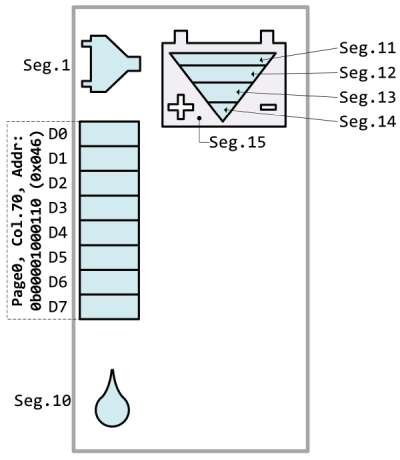 Seg.1
Seg.11
Seg.12
Seg.13
Seg.14
Seg.15
Page0, Col.70, Addr:
0b00001000110 (0x046)
D0
D1
D2
D3
D4
D5
D6
D7
Seg.10